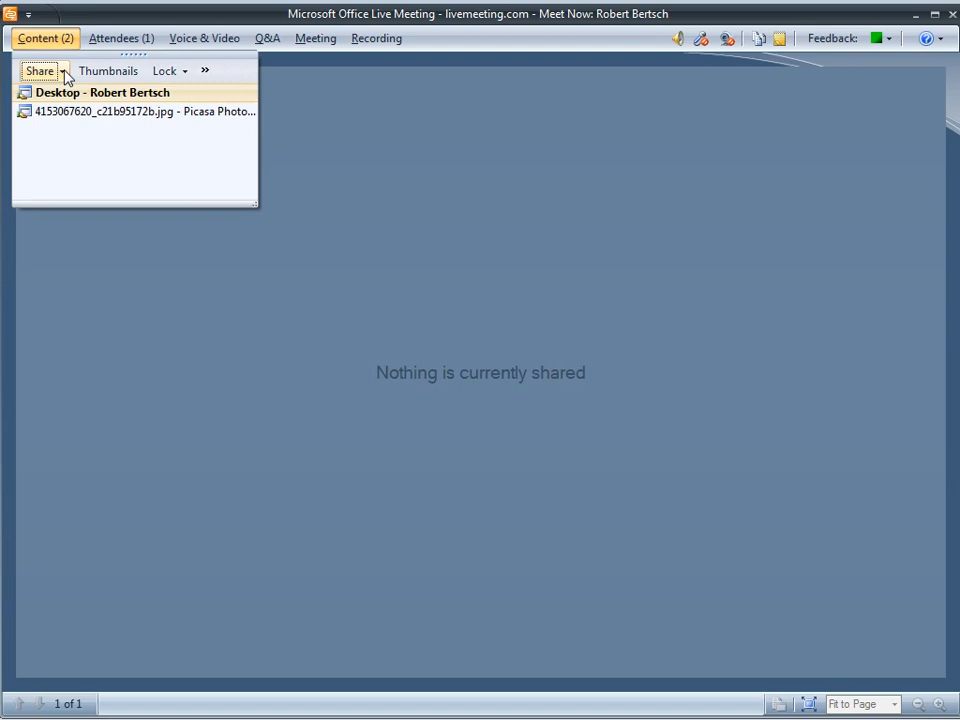 Microsoft Office Live Meeting - livemeeting.com - Meet Now: Robert Bertsch
Content (2) Attendees (1) Voice & Video Q&A Meeting Recording Feedback:
Share Thumbnails Lock »
Desktop - Robert Bertsch
4153067620_c21b95172b.jpg - Picasa Photo...
Nothing is currently shared
1 of 1 Fit to Page